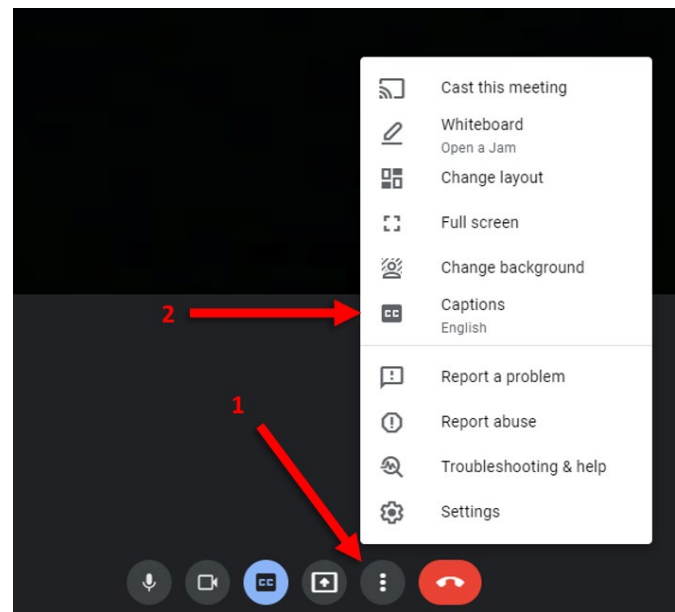 Cast this meeting
Whiteboard
Open a Jam
Change layout
Full screen
Change background
2
Captions
English
Report a problem
1
Report abuse
Troubleshooting & help
Settings
CC